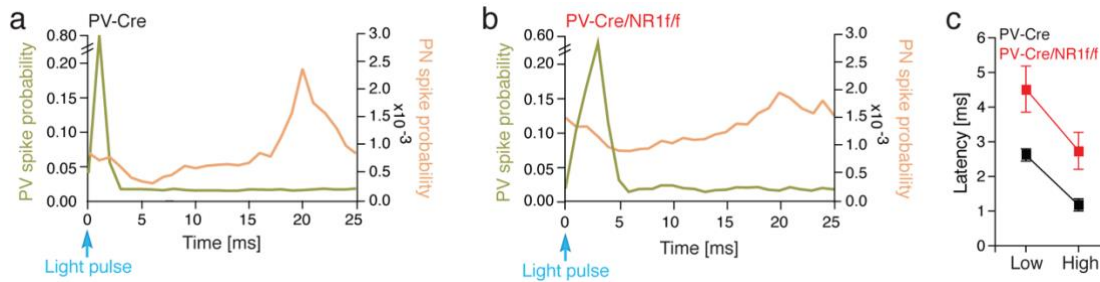 a
PV-Cre
PV spike probability
0.80
0.20
0.15
0.10
0.05
0.00
3.0
2.5
2.0
1.5
1.0
0.5
0.0
x10-3
PN spike probability
0
5
10
15
20
25
Time [ms]
Light pulse
b
PV-Cre/NR1f/f
PV spike probability
0.60
0.20
0.15
0.10
0.05
0.00
3.0
2.5
2.0
1.5
1.0
0.5
0.0
x10-3
PN spike probability
0
5
10
15
20
25
Time [ms]
Light pulse
c
PV-Cre
PV-Cre/NR1f/f
Latency [ms]
6
5
4
3
2
1
0
Low
High